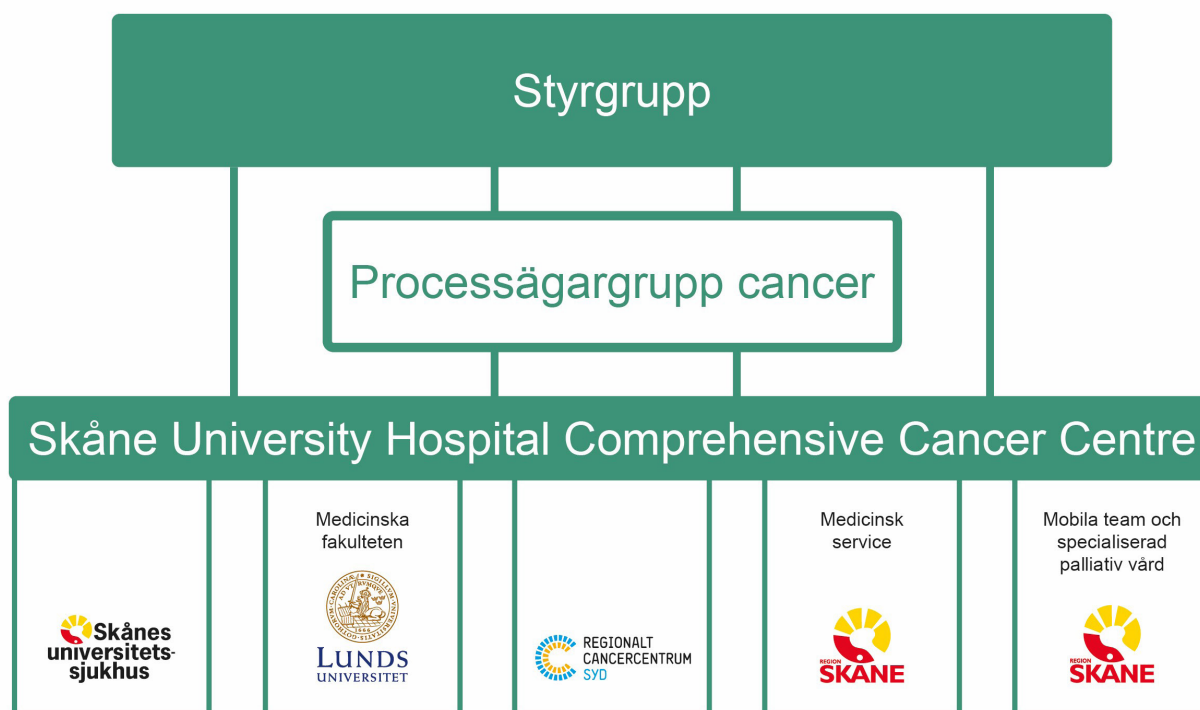 Styrgrupp
Processägargrupp cancer
Skåne University Hospital Comprehensive Cancer Centre
Skånes
universitets-
sjukhus
Medicinska
fakulteten
LUNDS
UNIVERSITET
REGIONALT
CANCERCENTRUM
SYD
Medicinsk
service
REGION
SKÅNE
Mobila team och
specialiserad
palliativ vård
REGION
SKÅNE